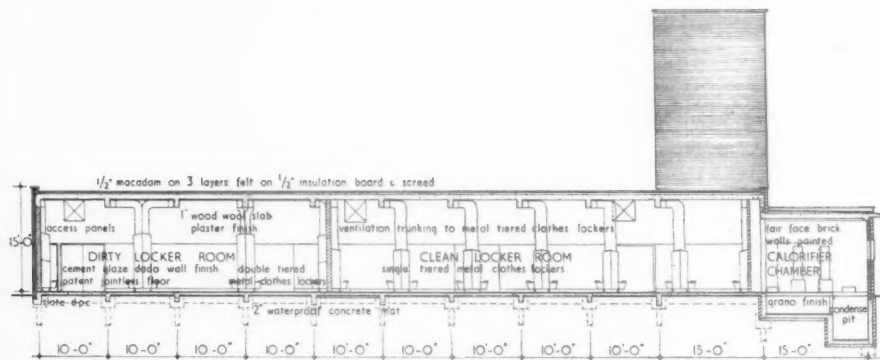 1/2" macadam on 3 layers felt on 1/2" insulation board & screed
15'-0"
access panels
1" wood wool slab
plaster finish
ventilation trunking to metal tiered clothes lockers
fair face brick
walls painted
DIRTY LOCKER ROOM
cement glaze dado wall finish
patent jointless floor
double tiered
metal clothes lockers
CLEAN LOCKER ROOM
single tiered metal clothes lockers
CALORIFIER
CHAMBER
slate dpc
2" waterproof concrete mat
grano finish
condense
pit
10'-0" 10'-0" 10'-0" 10'-0" 10'-0" 10'-0" 10'-0" 10'-0" 10'-0" 15'-0" 15'-0"